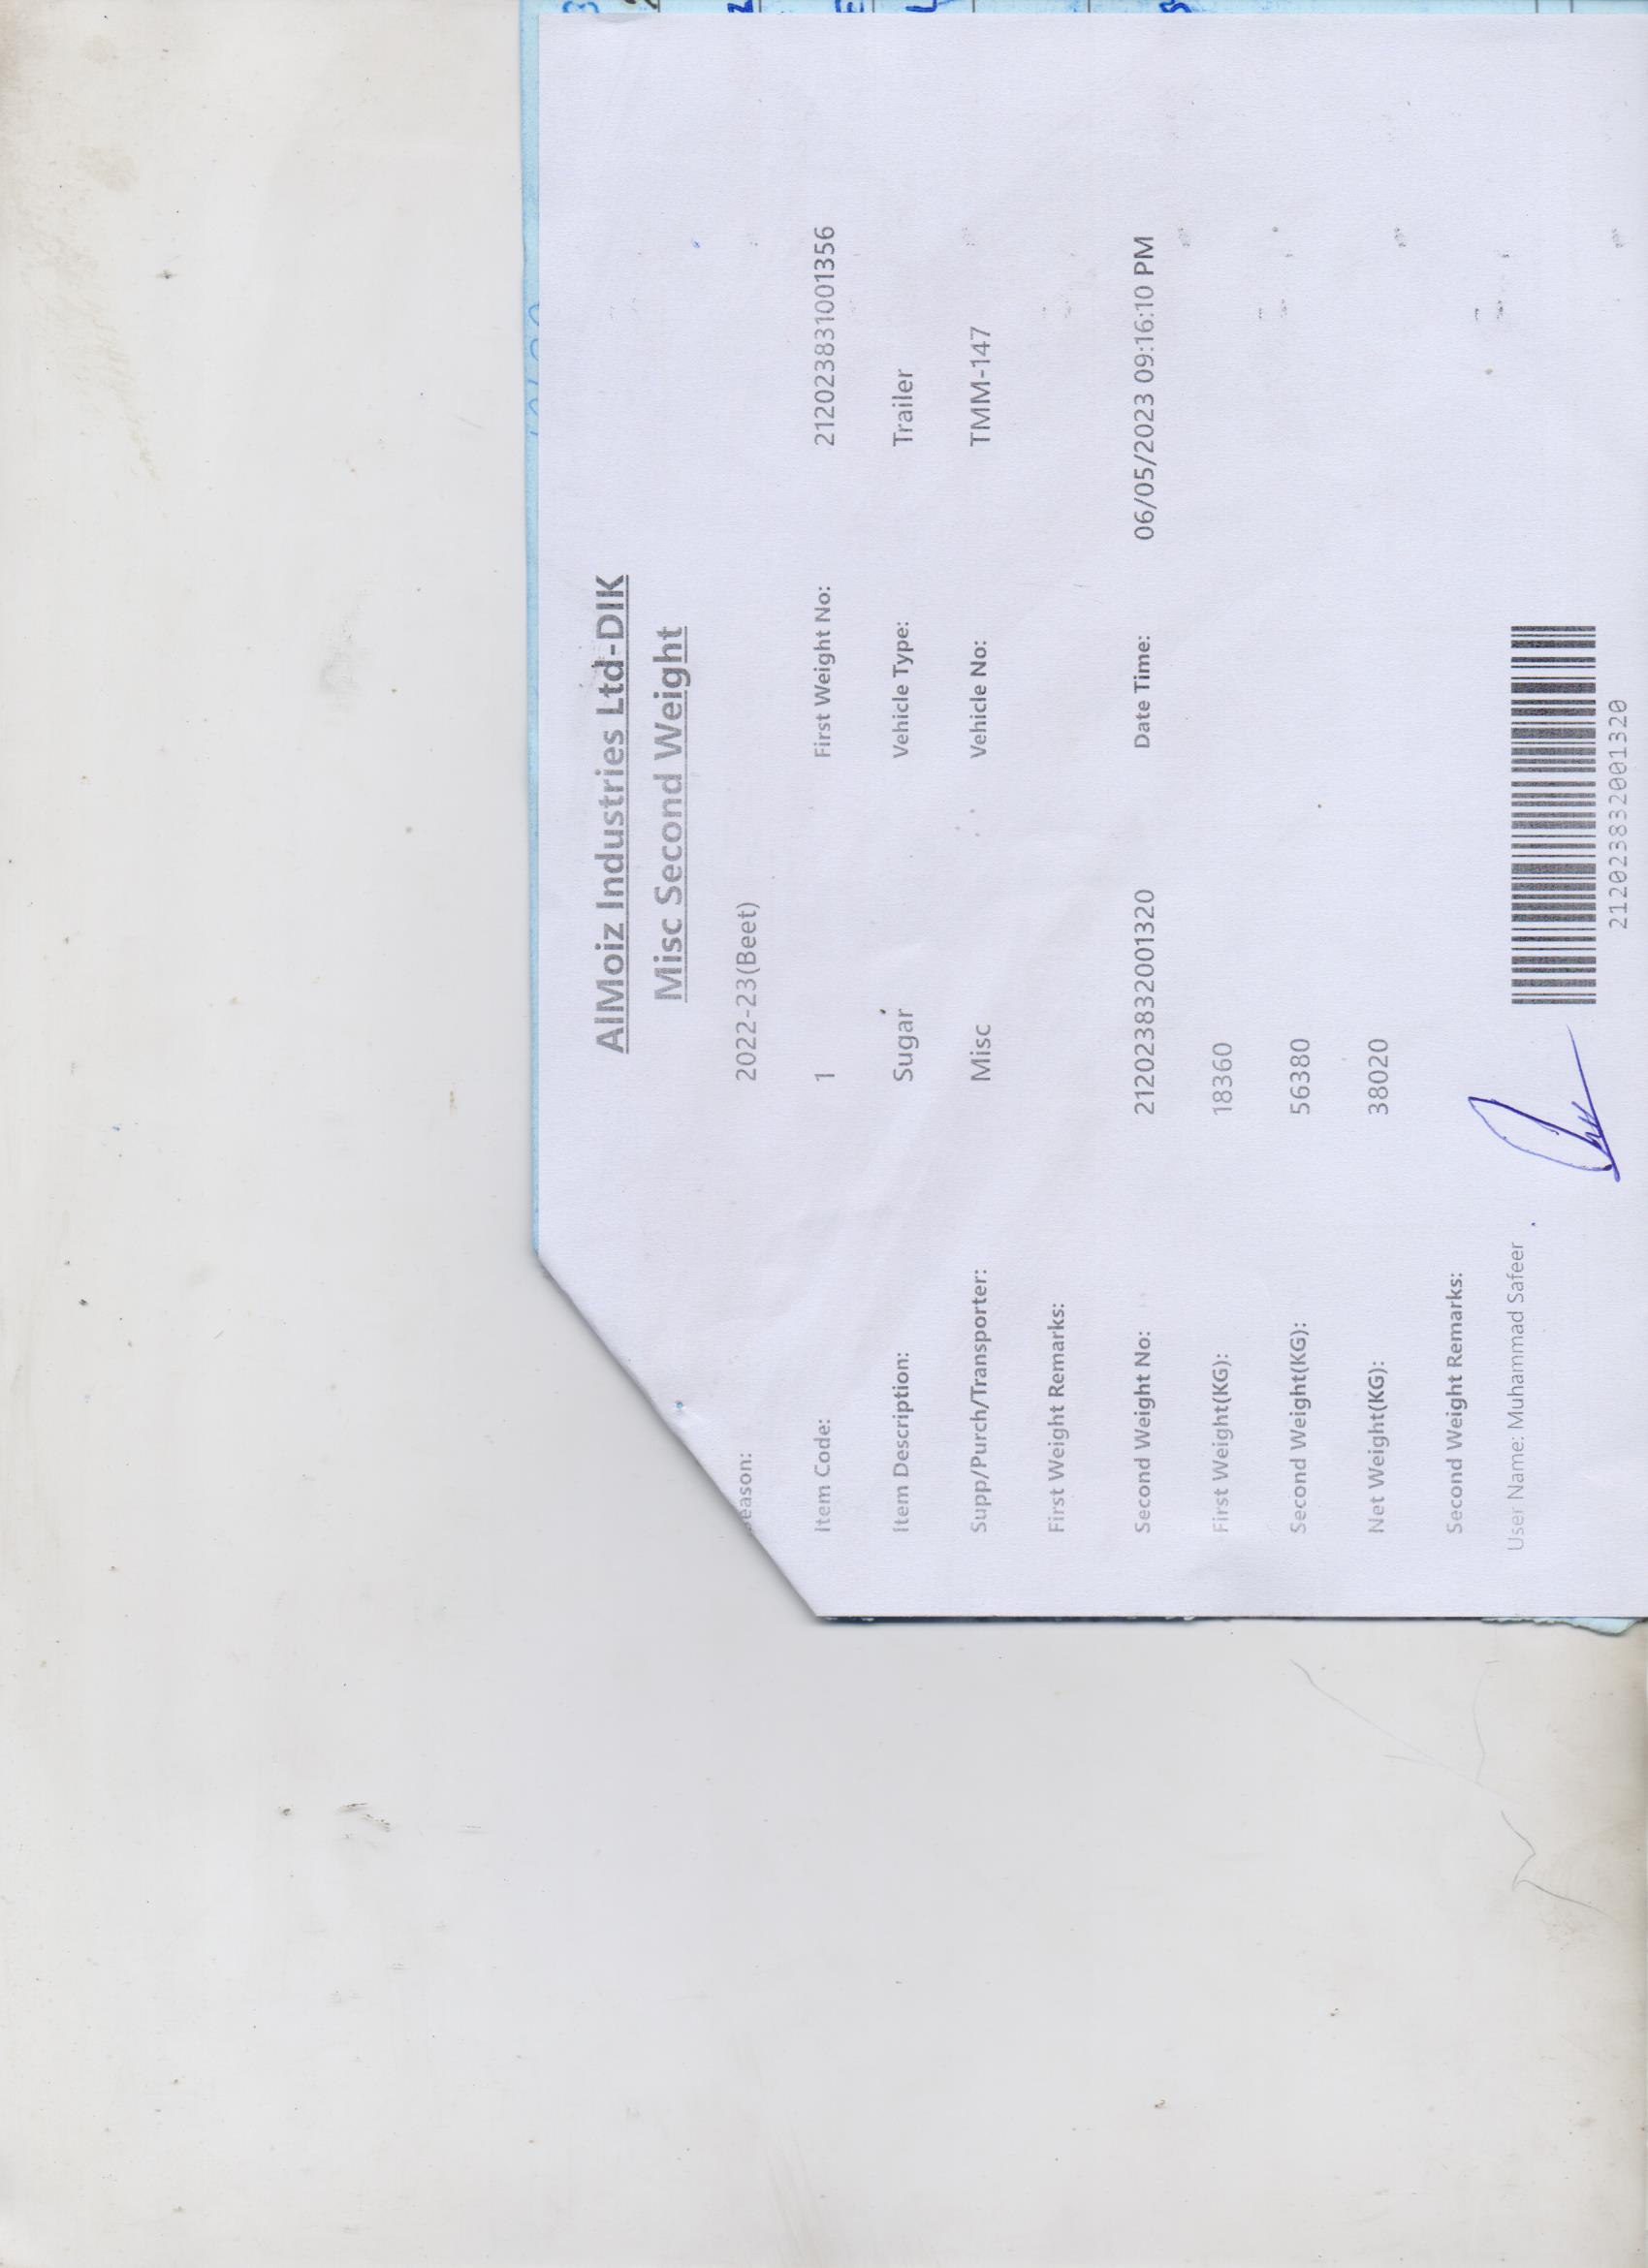 AlMoiz Industries Ltd-DIK
Misc Second Weight
eason: 2022-23(Beet)
Item Code: 1 First Weight No: 212023831001356
Item Description: Sugar Vehicle Type: Trailer
Supp/Purch/Transporter: Misc Vehicle No: TMM-147
First Weight Remarks:
Second Weight No: 212023832001320 Date Time: 06/05/2023 09:16:10 PM
First Weight(KG): 18360
Second Weight(KG): 56380
Net Weight(KG): 38020
Second Weight Remarks:
User Name: Muhammad Safeer
212023832001320